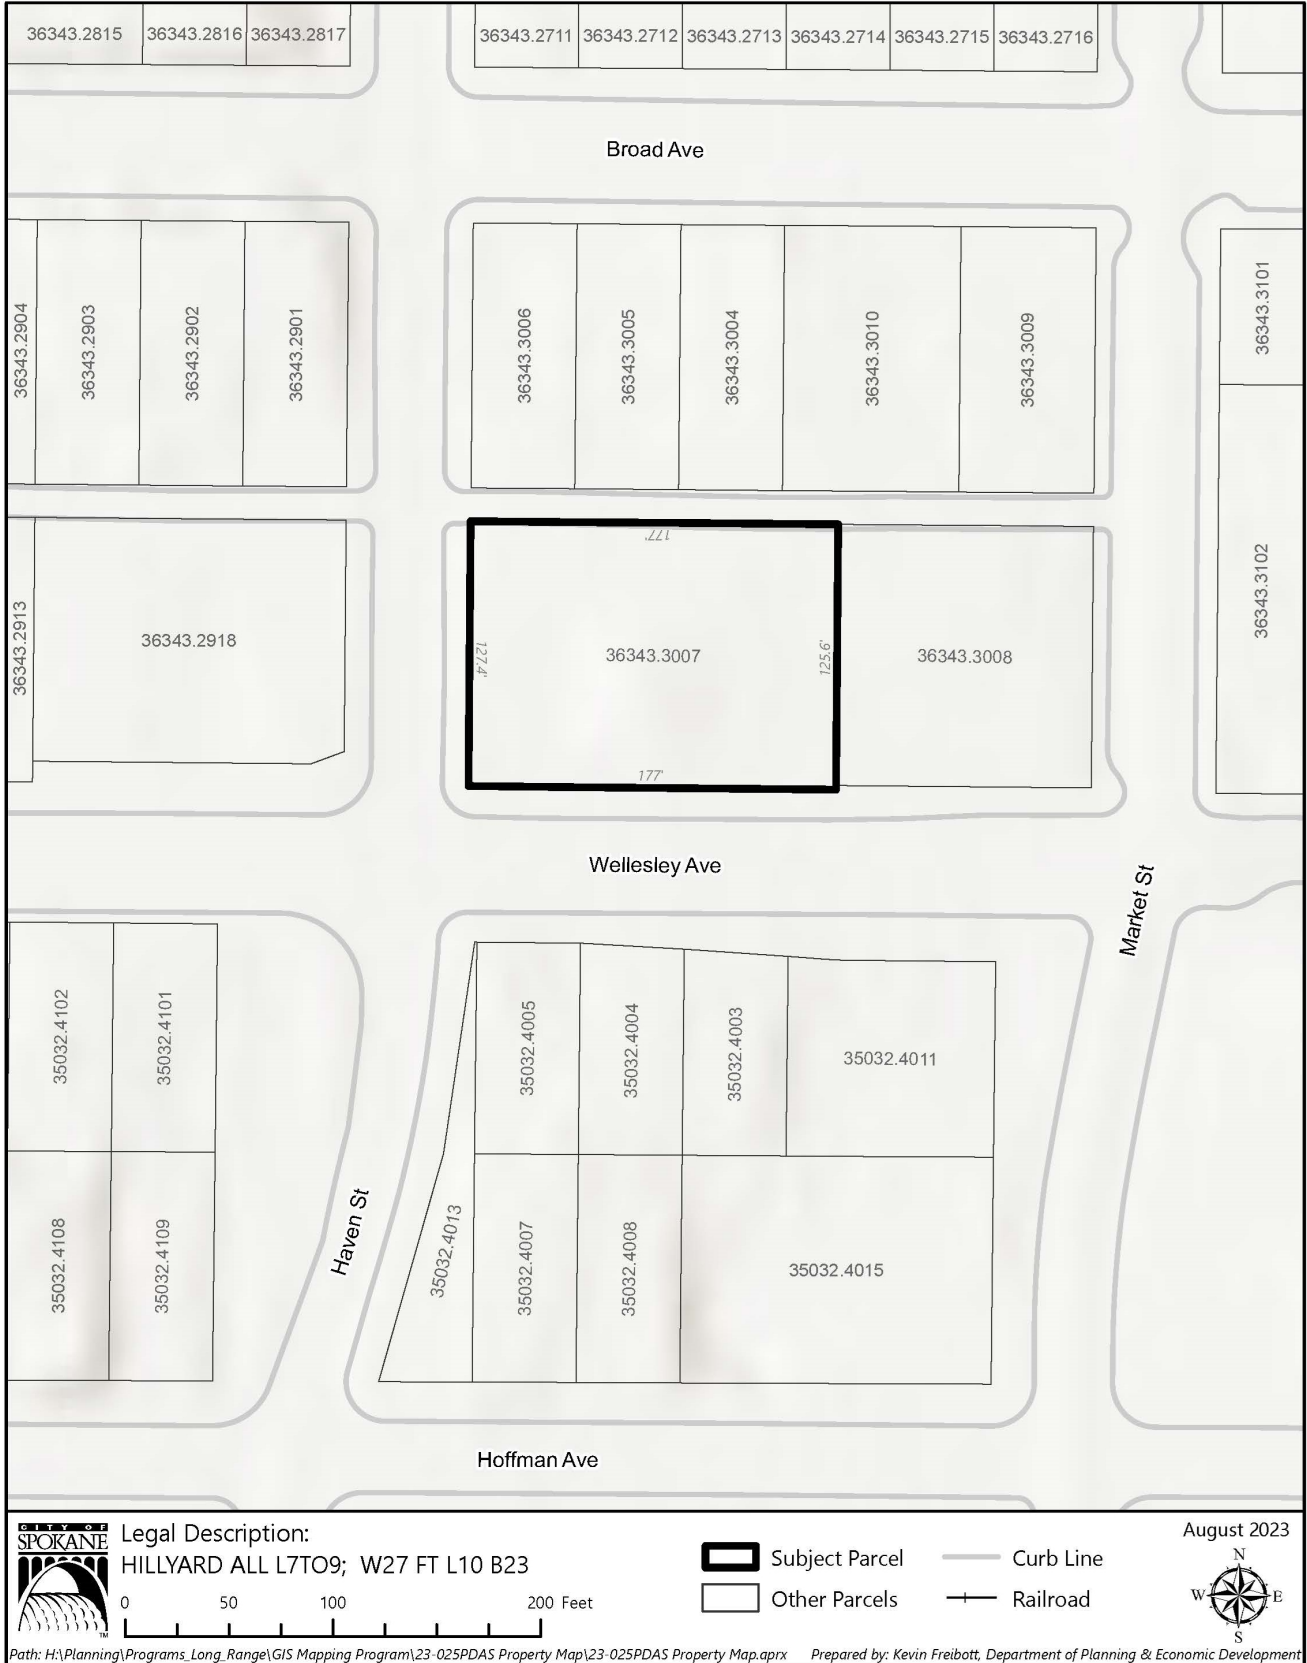 36343.2815
36343.2816
36343.2817
36343.2711
36343.2712
36343.2713
36343.2714
36343.2715
36343.2716
Broad Ave
36343.2904
36343.2903
36343.2902
36343.2901
36343.3006
36343.3005
36343.3004
36343.3010
36343.3009
36343.3101
36343.2913
36343.2918
177'
127.4'
36343.3007
125.6'
177'
36343.3008
36343.3102
Wellesley Ave
Market St
35032.4102
35032.4101
35032.4005
35032.4004
35032.4003
35032.4011
35032.4108
35032.4109
Haven St
35032.4013
35032.4007
35032.4008
35032.4015
Hoffman Ave
CITY OF
SPOKANE
TM
Legal Description:
HILLYARD ALL L7TO9; W27 FT L10 B23
0 50 100 200 Feet
Subject Parcel
Other Parcels
Curb Line
Railroad
August 2023
N
W E
S
Path: H:\Planning\Programs_Long_Range\GIS Mapping Program\23-025PDAS Property Map\23-025PDAS Property Map.aprx
Prepared by: Kevin Freibott, Department of Planning & Economic Development